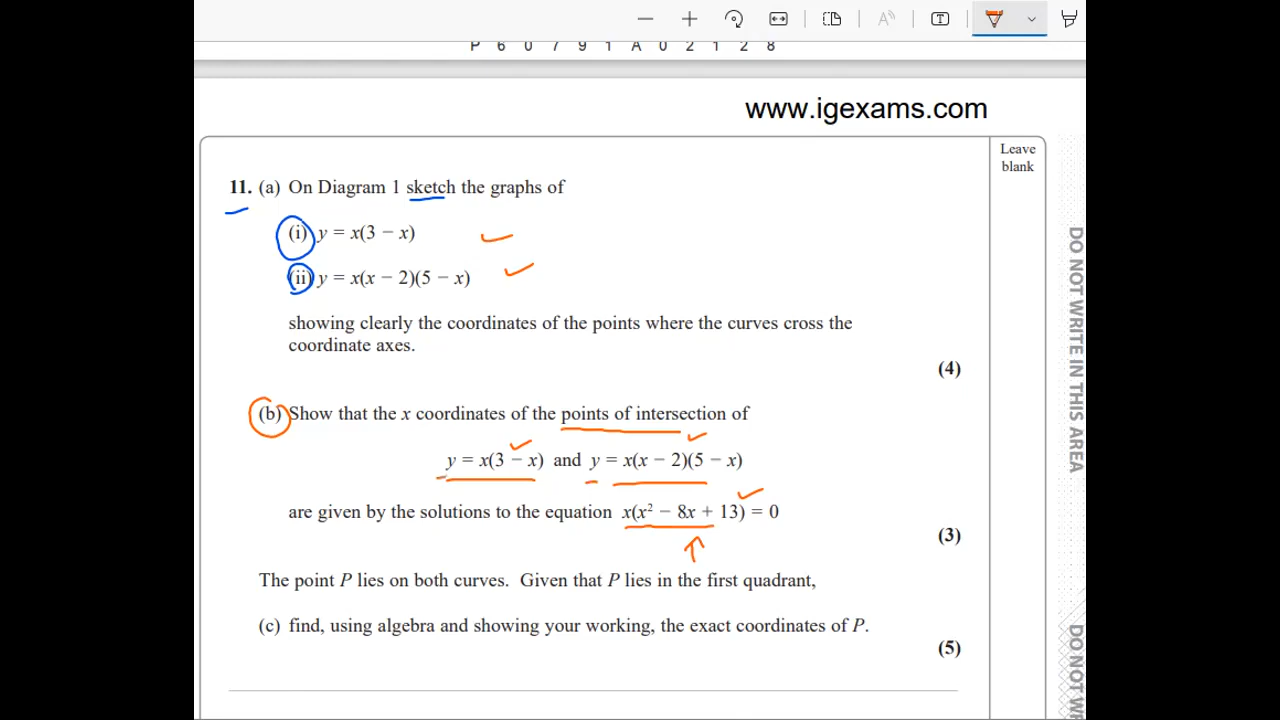 P 6 0 7 9 1 A 0 2 1 2 8
www.igexams.com
Leave
blank
11. (a) On Diagram 1 sketch the graphs of
(i) y = x(3 − x)
(ii) y = x(x − 2)(5 − x)
showing clearly the coordinates of the points where the curves cross the
coordinate axes.
(4)
(b) Show that the x coordinates of the points of intersection of
y = x(3 − x) and y = x(x − 2)(5 − x)
are given by the solutions to the equation x(x² − 8x + 13) = 0
(3)
The point P lies on both curves. Given that P lies in the first quadrant,
(c) find, using algebra and showing your working, the exact coordinates of P.
(5)
DO NOT WRITE IN THIS AREA
DO NOT